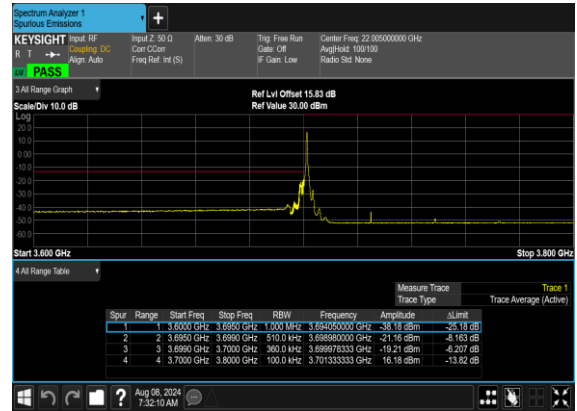 Spectrum Analyzer 1
Spurious Emissions
+
KEYSIGHT Input: RF Input Z: 50 Ω Atten: 30 dB Trig: Free Run Center Freq: 22.005000000 GHz
R T Coupling: DC Corr CCorr Gate: Off Avg|Hold: 100/100
Align: Auto Freq Ref: Int (S) IF Gain: Low Radio Std: None
PASS
3 All Range Graph
Ref Lvl Offset 15.83 dB
Scale/Div 10.0 dB Ref Value 30.00 dBm
Log
20.0
10.0
0.00
-10.0
-20.0
-30.0
-40.0
-50.0
-60.0
Start 3.600 GHz Stop 3.800 GHz
4 All Range Table
Measure Trace Trace 1
Trace Type Trace Average (Active)
Spur Range Start Freq Stop Freq RBW Frequency Amplitude ΔLimit
1 1 3.6000 GHz 3.6950 GHz 1.000 MHz 3.694050000 GHz -38.18 dBm -25.18 dB
2 2 3.6950 GHz 3.6990 GHz 510.0 kHz 3.698980000 GHz -21.16 dBm -8.163 dB
3 3 3.6990 GHz 3.7000 GHz 360.0 kHz 3.699978333 GHz -19.21 dBm -6.207 dB
4 4 3.7000 GHz 3.8000 GHz 100.0 kHz 3.701333333 GHz 16.18 dBm -13.82 dB
? Aug 08, 2024
7:32:10 AM